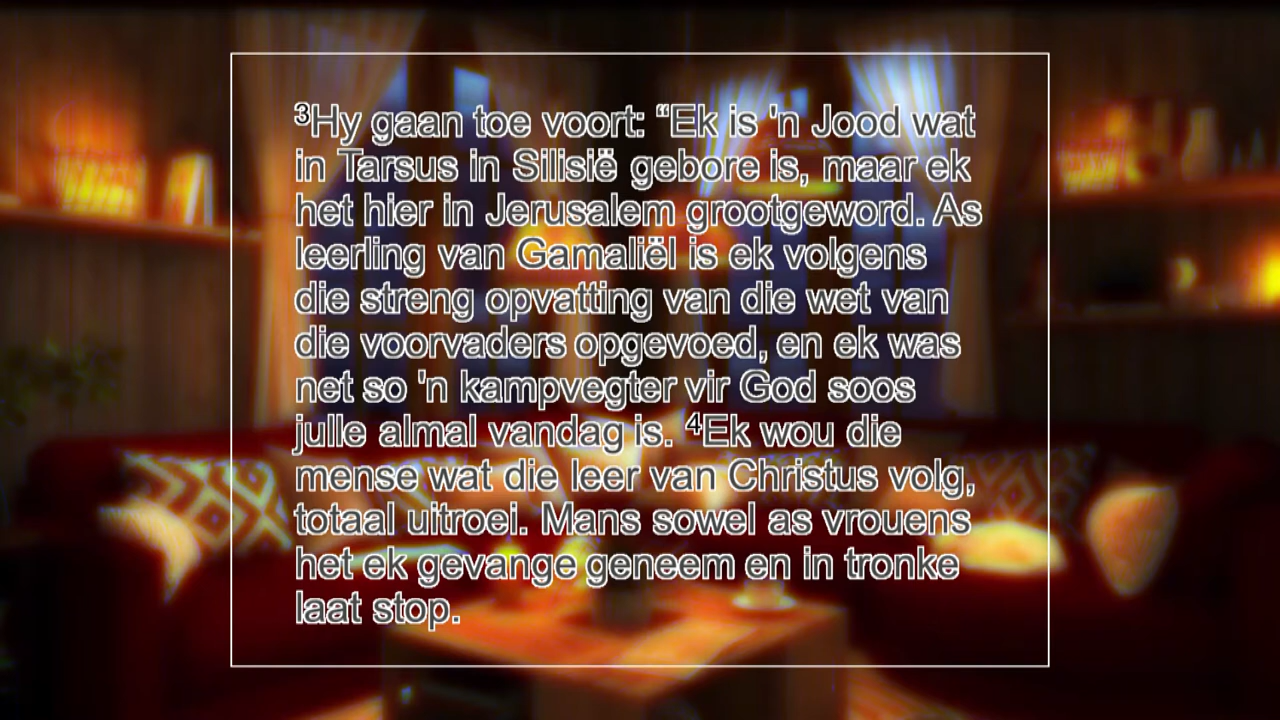 ³Hy gaan toe voort: “Ek is 'n Jood wat
in Tarsus in Silisië gebore is, maar ek
het hier in Jerusalem grootgeword. As
leerling van Gamaliël is ek volgens
die streng opvatting van die wet van
die voorvaders opgevoed, en ek was
net so 'n kampvegter vir God soos
julle almal vandag is. ⁴Ek wou die
mense wat die leer van Christus volg,
totaal uitroei. Mans sowel as vrouens
het ek gevange geneem en in tronke
laat stop.